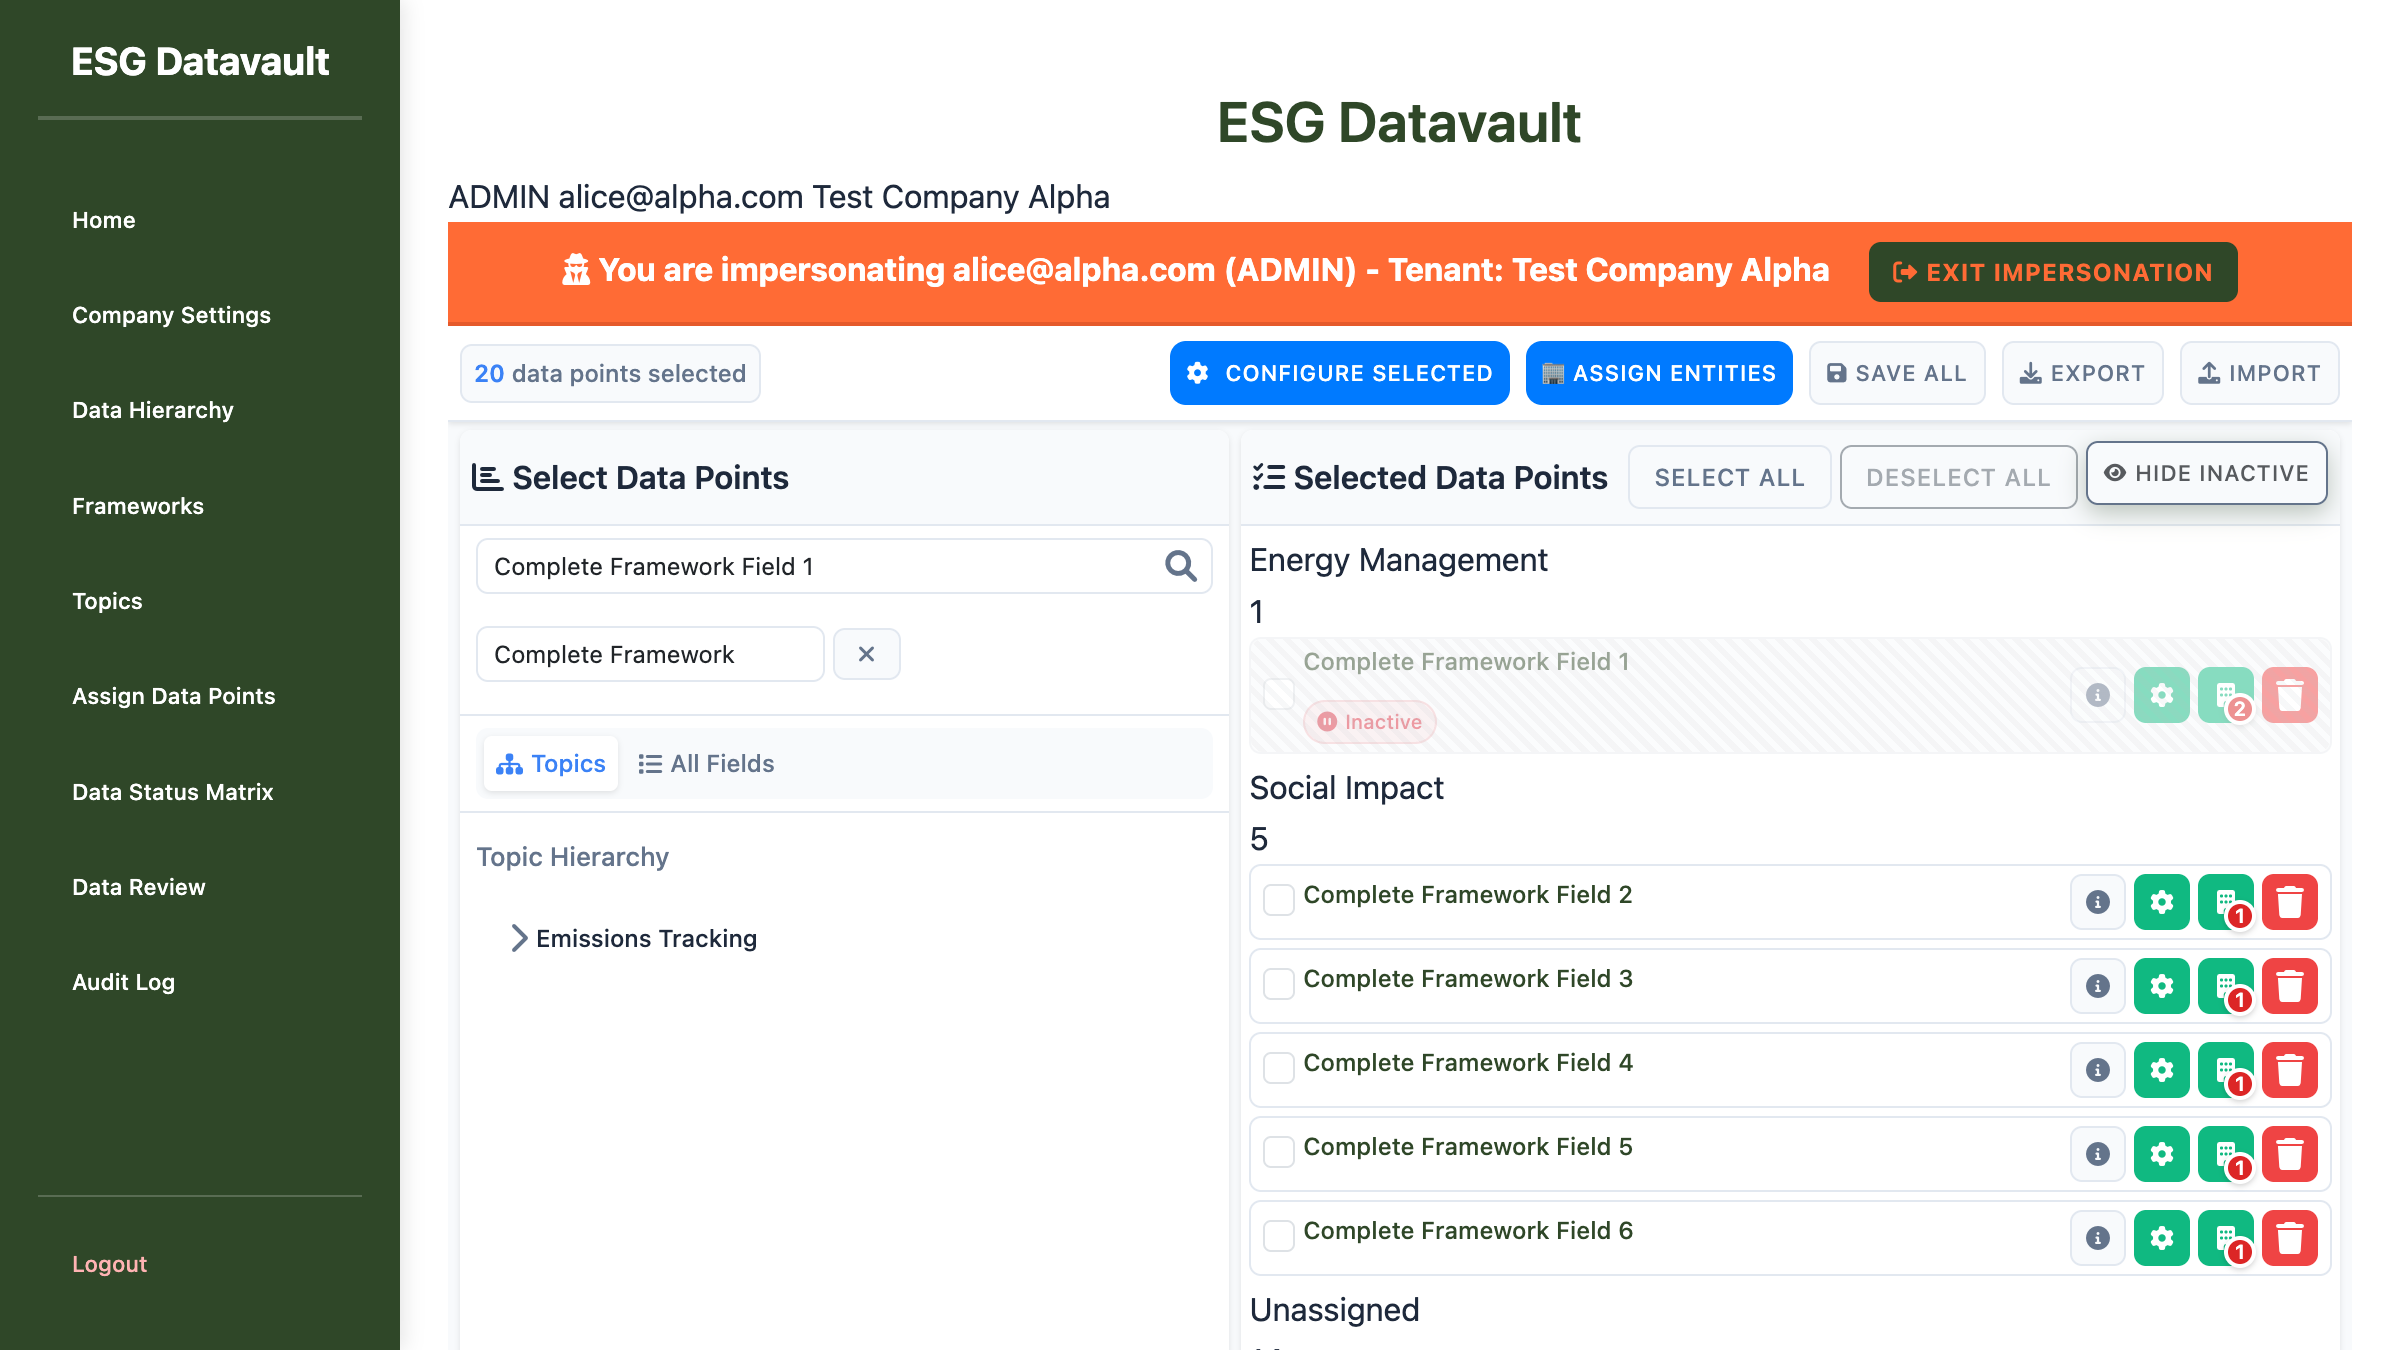 ESG Datavault
Home
Company Settings
Data Hierarchy
Frameworks
Topics
Assign Data Points
Data Status Matrix
Data Review
Audit Log
Logout
ESG Datavault
ADMIN alice@alpha.com Test Company Alpha
You are impersonating alice@alpha.com (ADMIN) - Tenant: Test Company Alpha
EXIT IMPERSONATION
20 data points selected
CONFIGURE SELECTED
ASSIGN ENTITIES
SAVE ALL
EXPORT
IMPORT
Select Data Points
Complete Framework Field 1
Complete Framework
Topics
All Fields
Topic Hierarchy
Emissions Tracking
Selected Data Points
SELECT ALL
DESELECT ALL
HIDE INACTIVE
Energy Management
1
Complete Framework Field 1
Inactive
2
Social Impact
5
Complete Framework Field 2
1
Complete Framework Field 3
1
Complete Framework Field 4
1
Complete Framework Field 5
1
Complete Framework Field 6
1
Unassigned